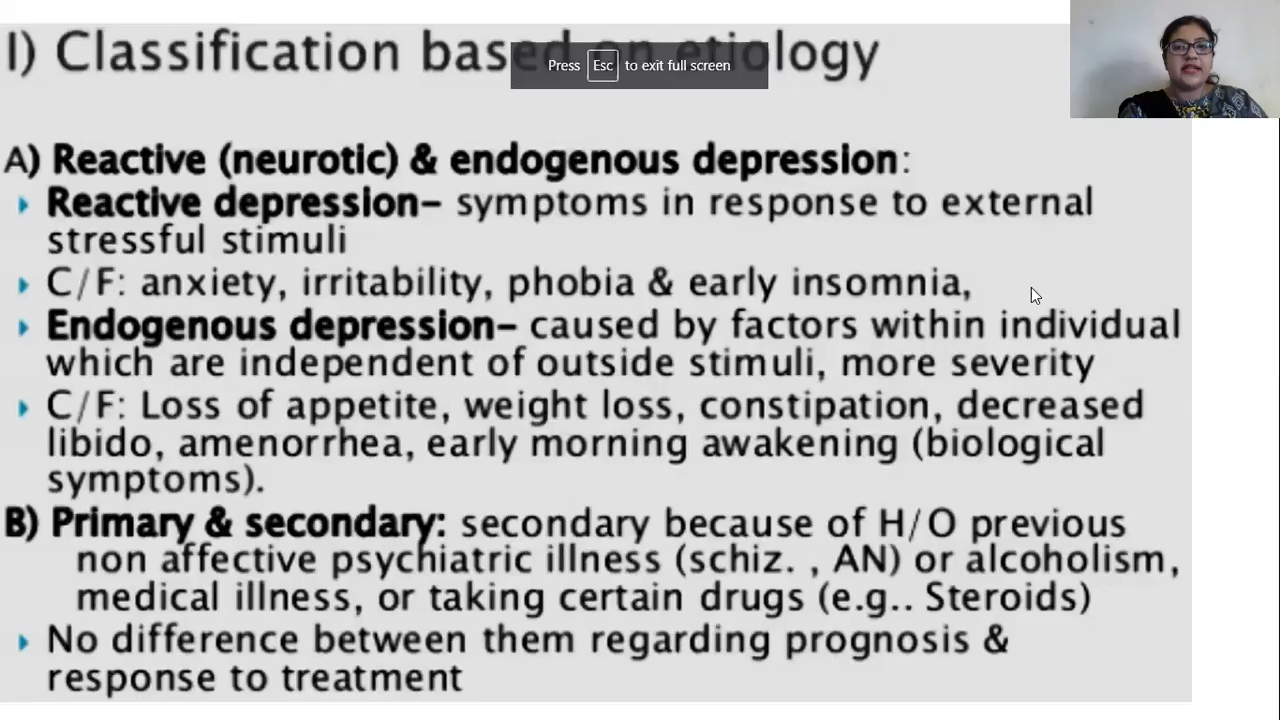 I) Classification based on etiology
Press Esc to exit full screen
A) Reactive (neurotic) & endogenous depression:
Reactive depression– symptoms in response to external
stressful stimuli
C/F: anxiety, irritability, phobia & early insomnia,
Endogenous depression– caused by factors within individual
which are independent of outside stimuli, more severity
C/F: Loss of appetite, weight loss, constipation, decreased
libido, amenorrhea, early morning awakening (biological
symptoms).
B) Primary & secondary: secondary because of H/O previous
non affective psychiatric illness (schiz. , AN) or alcoholism,
medical illness, or taking certain drugs (e.g.. Steroids)
No difference between them regarding prognosis &
response to treatment